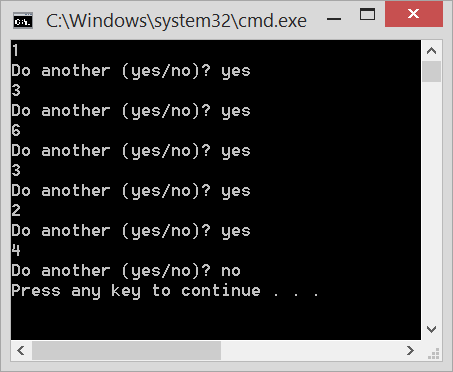 C:\Windows\system32\cmd.exe
1
Do another (yes/no)? yes
3
Do another (yes/no)? yes
6
Do another (yes/no)? yes
3
Do another (yes/no)? yes
2
Do another (yes/no)? yes
4
Do another (yes/no)? no
Press any key to continue . . .